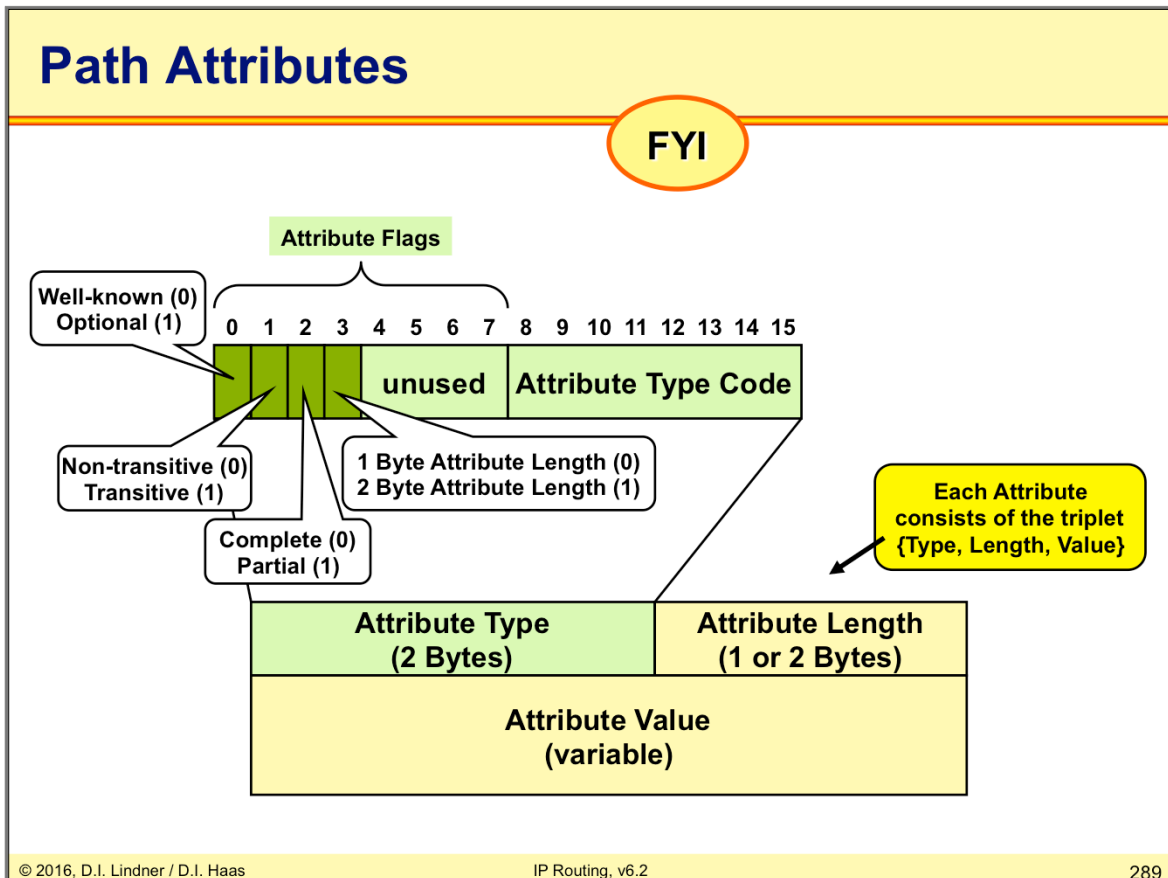 Path Attributes
FYI
Attribute Flags
Well-known (0)
Optional (1)
0 1 2 3 4 5 6 7 8 9 10 11 12 13 14 15
unused
Attribute Type Code
Non-transitive (0)
Transitive (1)
1 Byte Attribute Length (0)
2 Byte Attribute Length (1)
Complete (0)
Partial (1)
Each Attribute
consists of the triplet
{Type, Length, Value}
Attribute Type
(2 Bytes)
Attribute Length
(1 or 2 Bytes)
Attribute Value
(variable)
© 2016, D.I. Lindner / D.I. Haas
IP Routing, v6.2
289